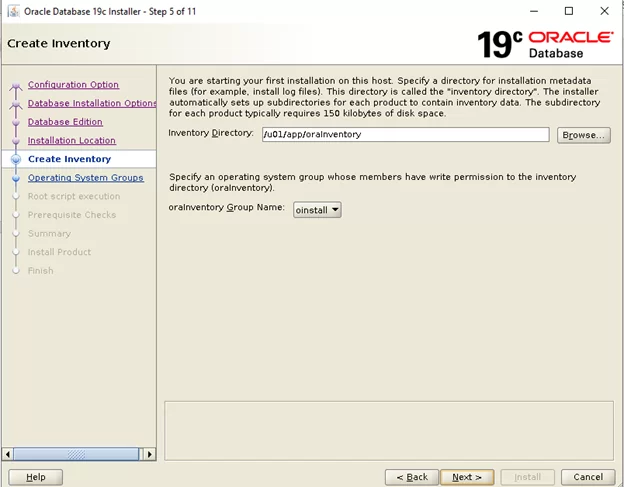 Oracle Database 19c Installer - Step 5 of 11
Create Inventory
19c ORACLE
Database
Configuration Option
Database Installation Options
Database Edition
Installation Location
Create Inventory
Operating System Groups
Root script execution
Prerequisite Checks
Summary
Install Product
Finish
You are starting your first installation on this host. Specify a directory for installation metadata
files (for example, install log files). This directory is called the "inventory directory". The installer
automatically sets up subdirectories for each product to contain inventory data. The subdirectory
for each product typically requires 150 kilobytes of disk space.
Inventory Directory: /u01/app/oraInventory Browse...
Specify an operating system group whose members have write permission to the inventory
directory (oraInventory).
oraInventory Group Name: oinstall
Help < Back Next > Install Cancel